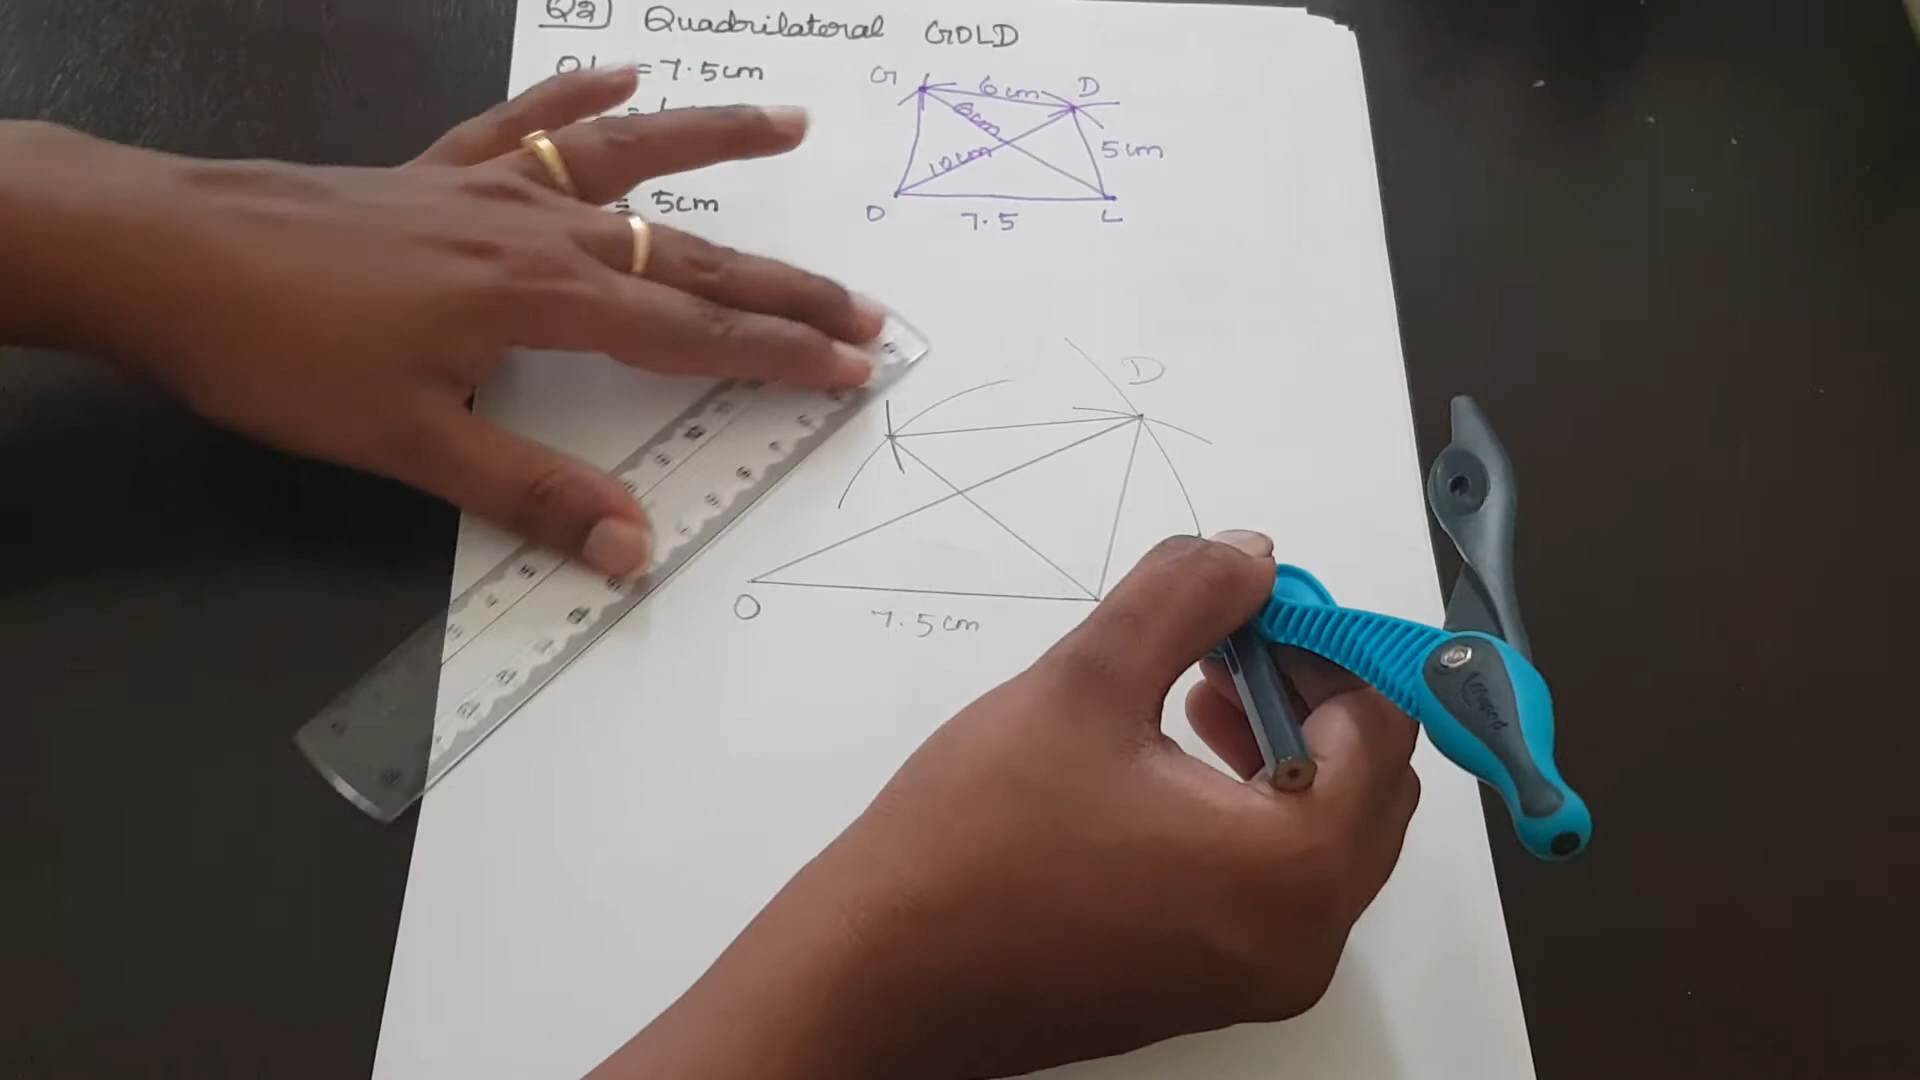 Q2) Quadrilateral GOLD
= 7.5cm
= 5cm
G 6cm D
6cm
10cm
5cm
O 7.5 L
D
O
7.5cm